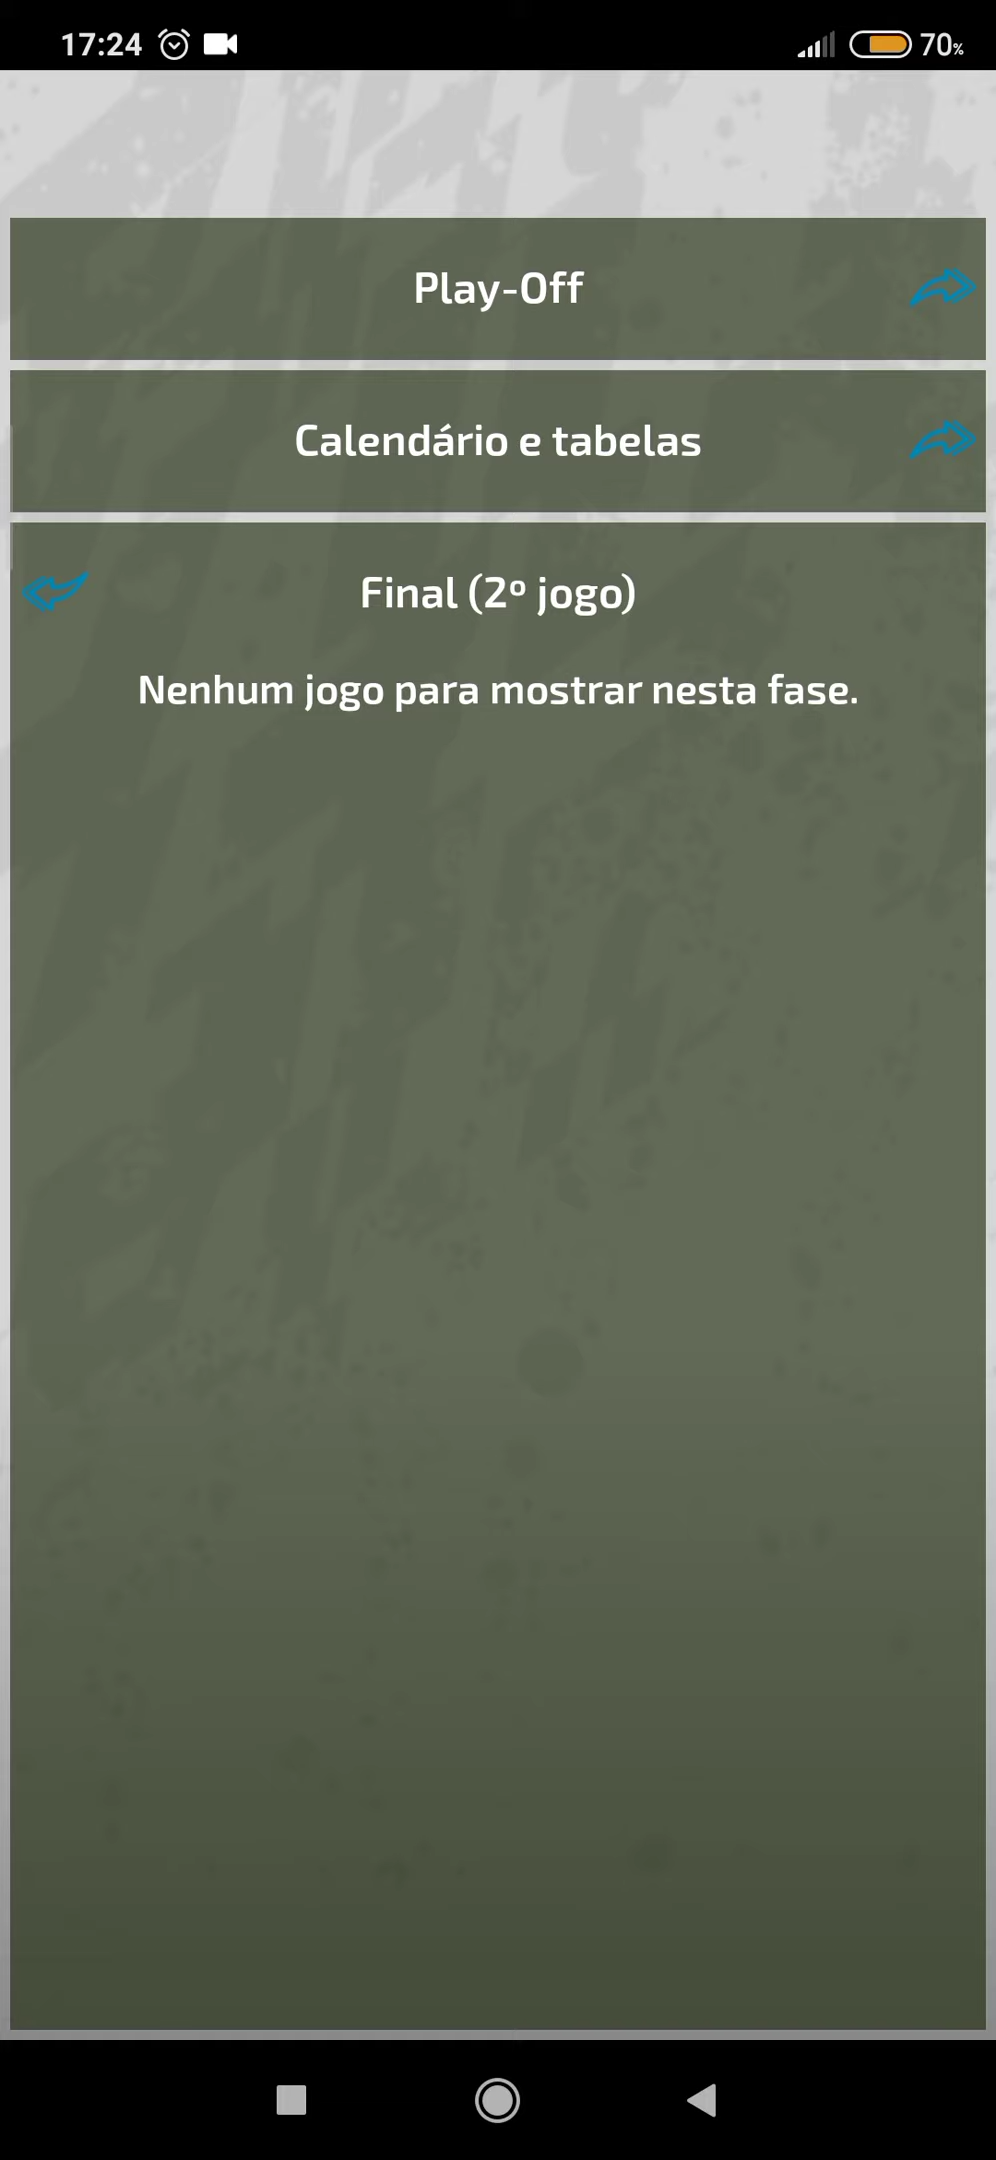 17:24
70%
Play-Off
Calendário e tabelas
Final (2º jogo)
Nenhum jogo para mostrar nesta fase.